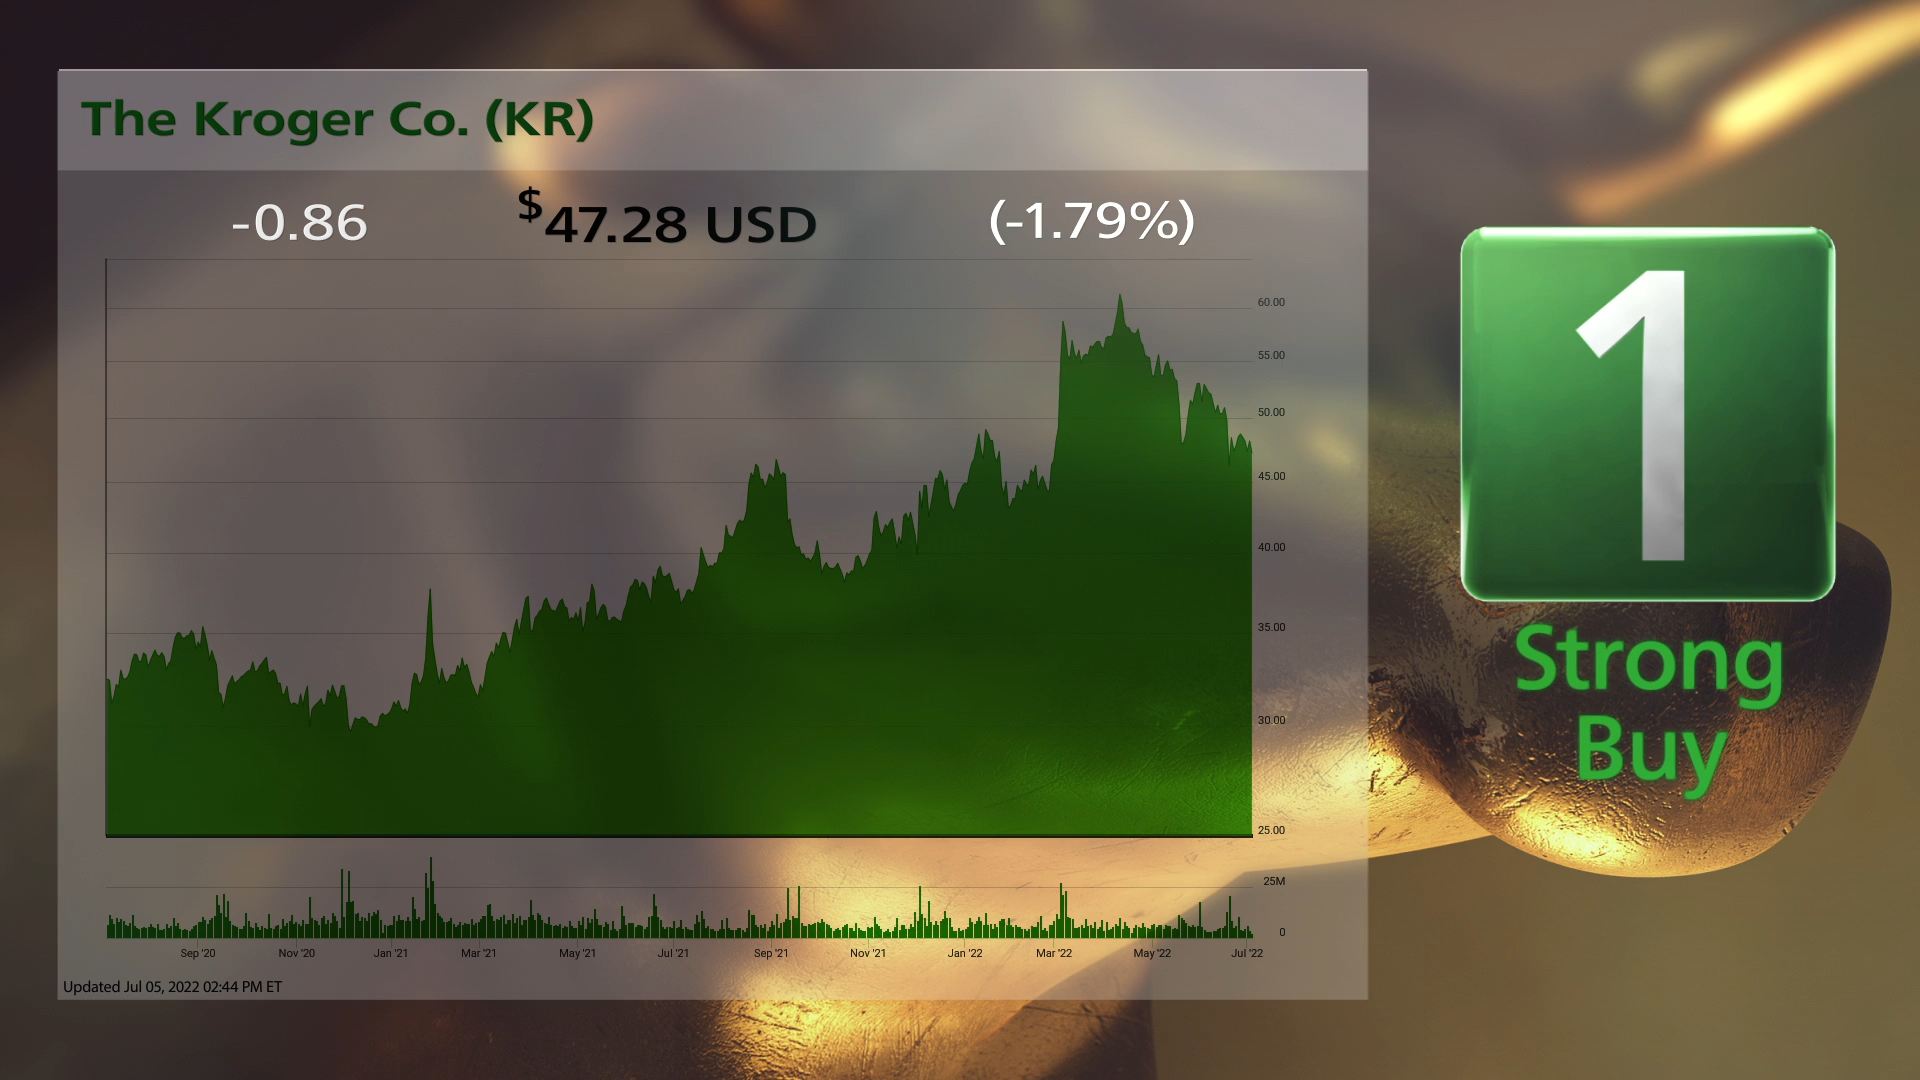 The Kroger Co. (KR)
-0.86 $47.28 USD (-1.79%)
60.00
55.00
50.00
45.00
40.00
35.00
30.00
25.00
25M
0
Sep '20 Nov '20 Jan '21 Mar '21 May '21 Jul '21 Sep '21 Nov '21 Jan '22 Mar '22 May '22 Jul '22
Updated Jul 05, 2022 02:44 PM ET
1
Strong
Buy